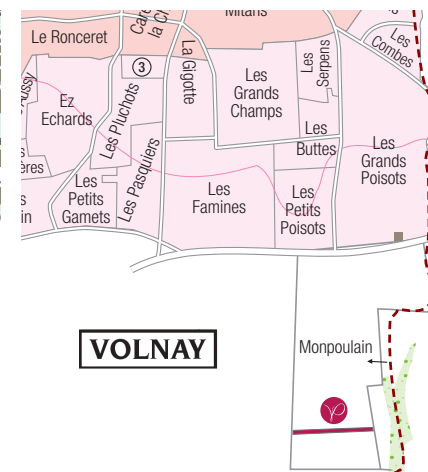 Mitans
Le Ronceret
Les
Combes
Les
Serpens
La Gigotte
Les
Grands
Champs
3
Ez
Echards
Les Pluchots
Les
Buttes
Les
Grands
Poisots
Les Pasquiers
Les
Petits
Gamets
Les
Famines
Les
Petits
Poisots
VOLNAY
Monpoulain